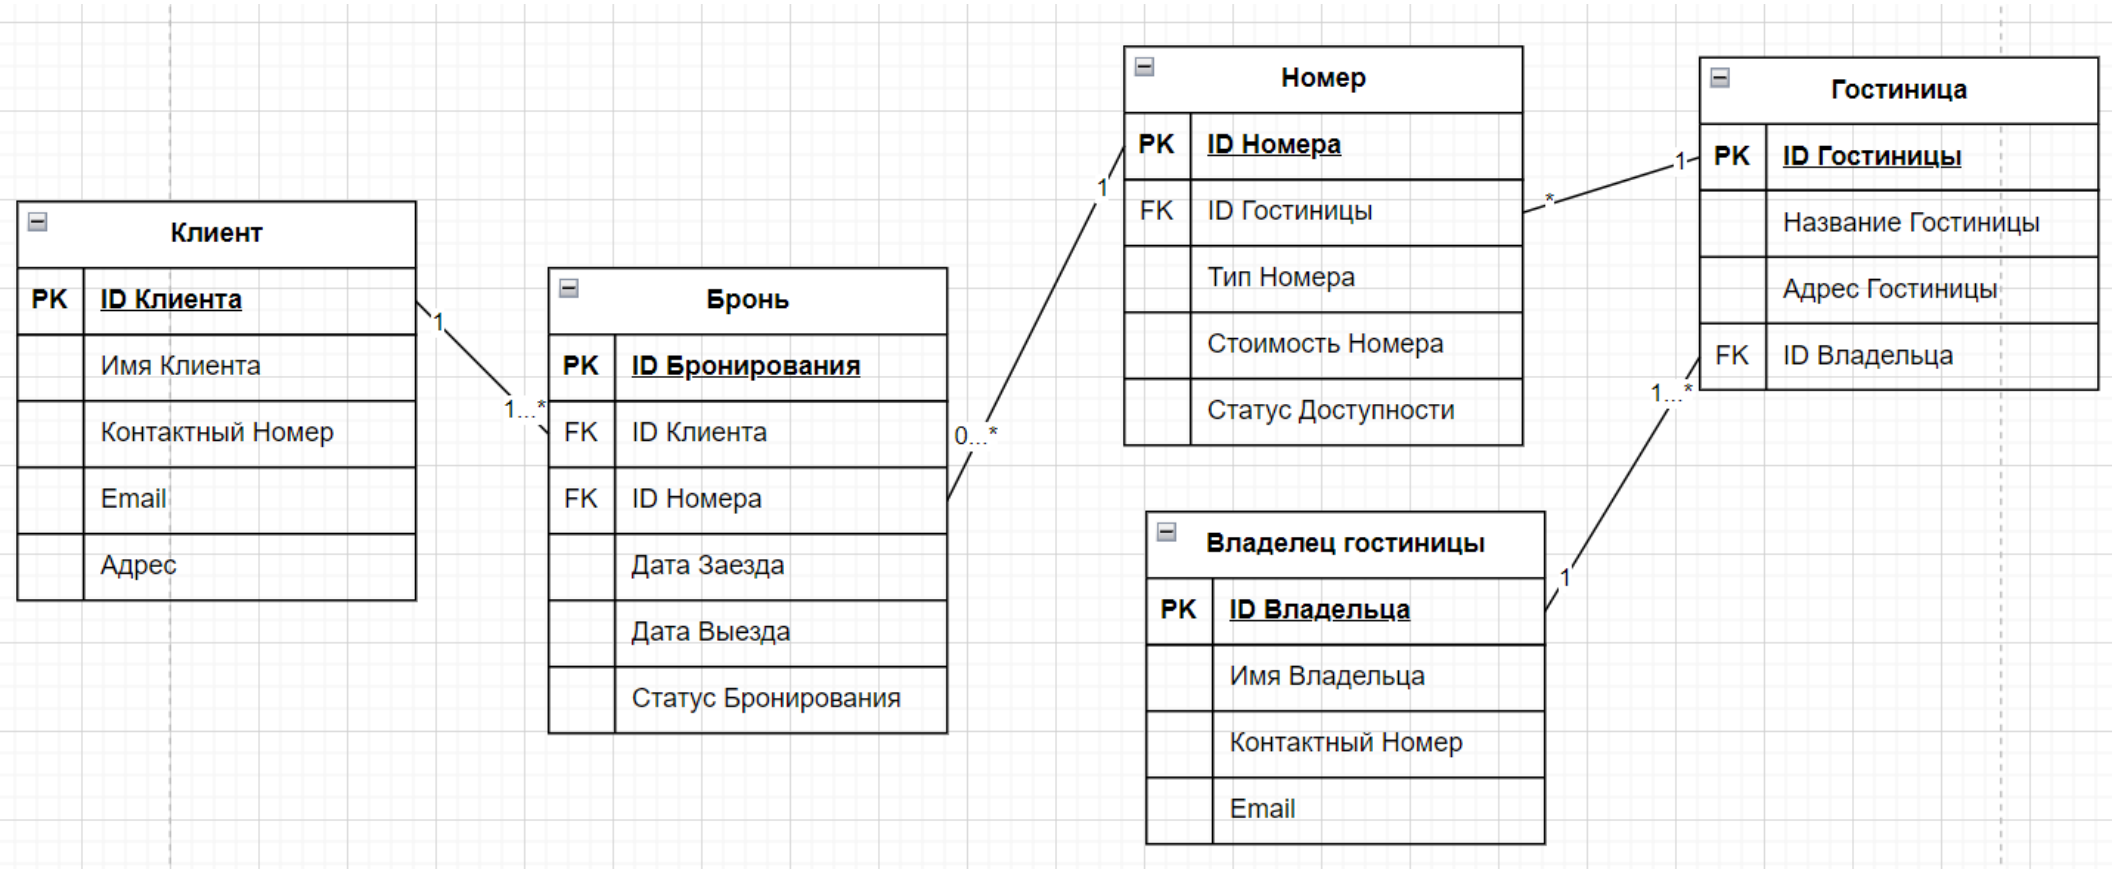 Клиент
PK ID Клиента
Имя Клиента
Контактный Номер
Email
Адрес
1
1...*
Бронь
PK ID Бронирования
FK ID Клиента
FK ID Номера
Дата Заезда
Дата Выезда
Статус Бронирования
0...*
1
Номер
PK ID Номера
FK ID Гостиницы
Тип Номера
Стоимость Номера
Статус Доступности
*
1
Гостиница
PK ID Гостиницы
Название Гостиницы
Адрес Гостиницы
FK ID Владельца
1...*
1
Владелец гостиницы
PK ID Владельца
Имя Владельца
Контактный Номер
Email